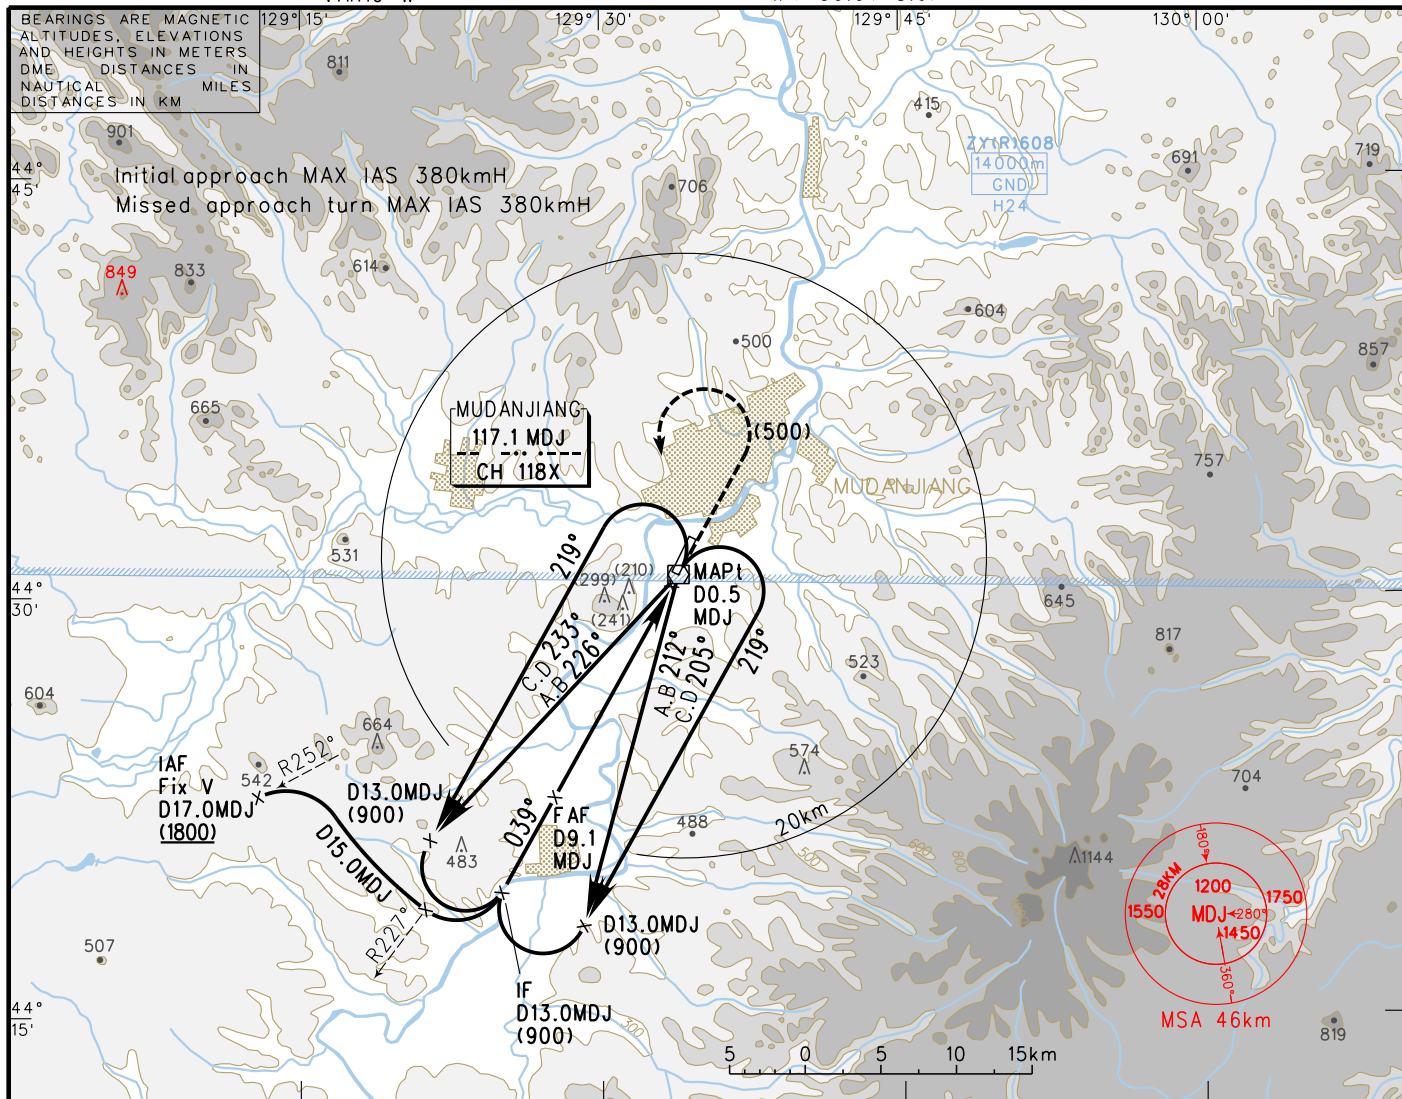 129°15'
129°30'
129°45'
130°00'
BEARINGS ARE MAGNETIC
ALTITUDES, ELEVATIONS
AND HEIGHTS IN METERS
DME DISTANCES IN
NAUTICAL MILES
DISTANCES IN KM
811
901
415
ZY(R)608
14000m
GND
H24
691
719
44°
45'
Initial approach MAX IAS 380kmH
Missed approach turn MAX IAS 380kmH
706
849
833
614
604
500
857
665
MUDANJIANG
117.1 MDJ
CH 118X
(500)
757
MUDANJIANG
531
219°
(299)
(210)
(241)
MAPt
D0.5
MDJ
44°
30'
645
817
C.D 233°
A.B 226°
A.B 212°
C.D 205°
219°
523
604
664
574
704
IAF
Fix V
D17.0MDJ
(1800)
542
R252°
D13.0MDJ
(900)
D15.0MDJ
039°
FAF
D9.1
MDJ
488
20km
483
500
600
800
1144
180°
28KM
1200
1550
1750
MDJ
280°
1450
360°
MSA 46km
507
R227°
D13.0MDJ
(900)
IF
D13.0MDJ
(900)
300
44°
15'
819
5 0 5 10 15km